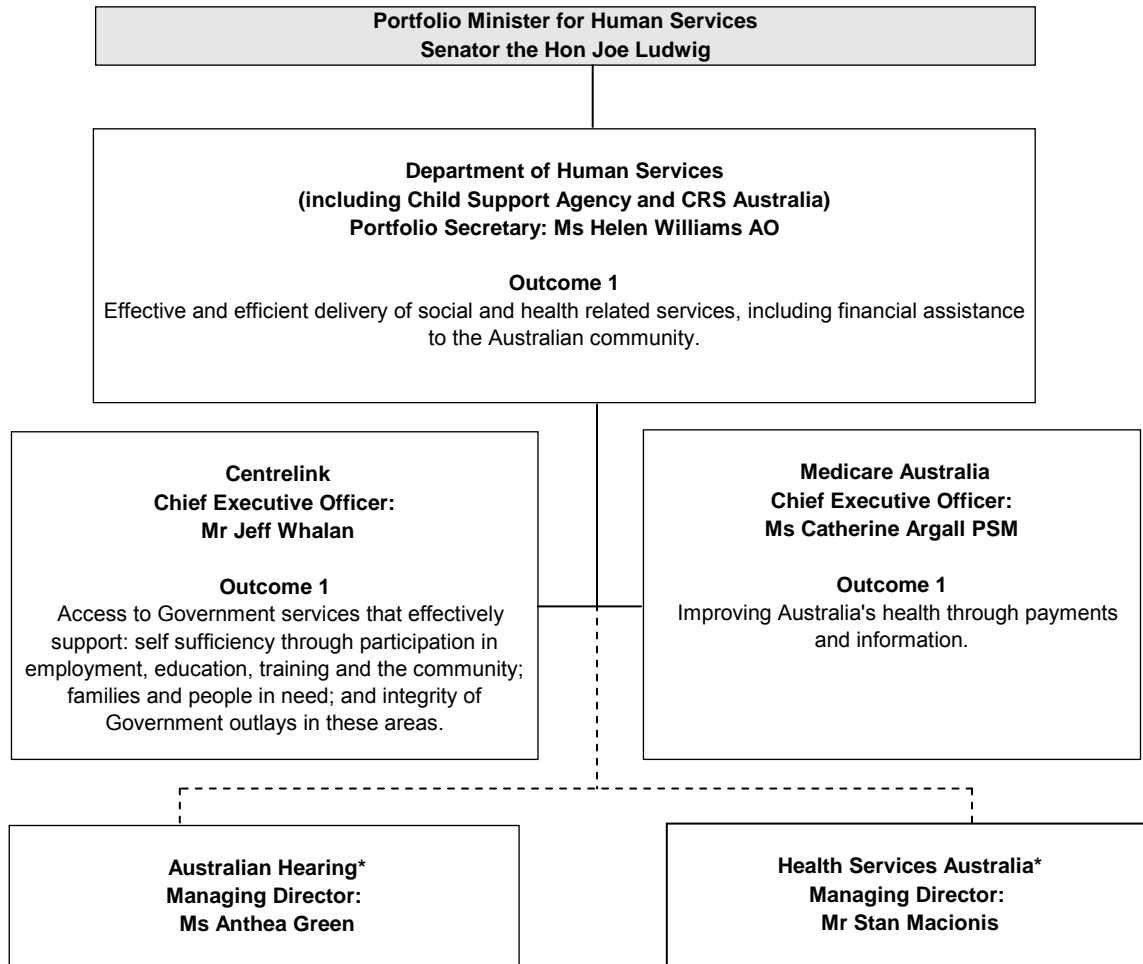 Portfolio Minister for Human Services
Senator the Hon Joe Ludwig
Department of Human Services
(including Child Support Agency and CRS Australia)
Portfolio Secretary: Ms Helen Williams AO
Outcome 1
Effective and efficient delivery of social and health related services, including financial assistance
to the Australian community.
Centrelink
Chief Executive Officer:
Mr Jeff Whalan
Outcome 1
Access to Government services that effectively
support: self sufficiency through participation in
employment, education, training and the community;
families and people in need; and integrity of
Government outlays in these areas.
Medicare Australia
Chief Executive Officer:
Ms Catherine Argall PSM
Outcome 1
Improving Australia's health through payments
and information.
Australian Hearing*
Managing Director:
Ms Anthea Green
Health Services Australia*
Managing Director:
Mr Stan Macionis